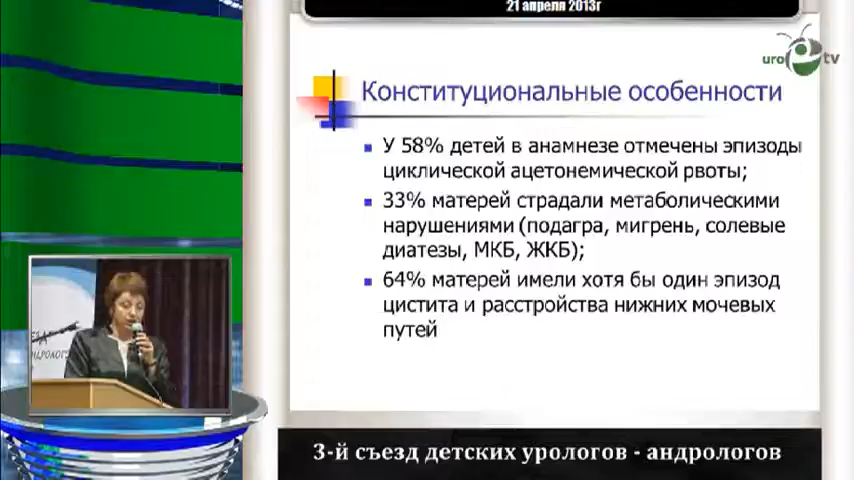 21 апреля 2013г
uro tv
Конституциональные особенности
У 58% детей в анамнезе отмечены эпизоды
циклической ацетонемической рвоты;
33% матерей страдали метаболическими
нарушениями (подагра, мигрень, солевые
диатезы, МКБ, ЖКБ);
64% матерей имели хотя бы один эпизод
цистита и расстройства нижних мочевых
путей
3-й съезд детских урологов - андрологов